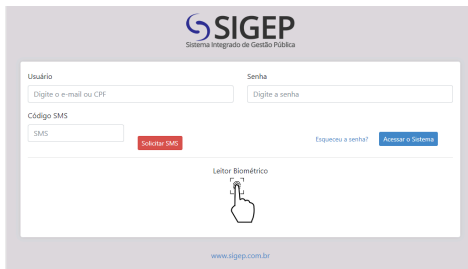 SIGEP
Sistema Integrado de Gestão Pública
Usuário
Senha
Digite o e-mail ou CPF
Digite a senha
Código SMS
SMS
Solicitar SMS
Esqueceu a senha?
Acessar o Sistema
Leitor Biométrico
www.sigep.com.br